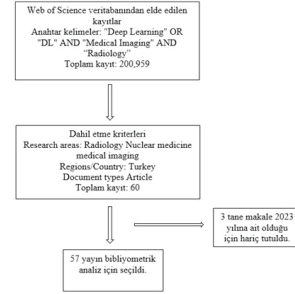 Web of Science veritabanından elde edilen
kayıtlar
Anahtar kelimeler: "Deep Learning" OR
"DL" AND "Medical Imaging" AND
"Radiology"
Toplam kayıt: 200,959
Dahil etme kriterleri
Research areas: Radiology Nuclear medicine
medical imaging
Regions/Country: Turkey
Document types Article
Toplam kayıt: 60
3 tane makale 2023
yılına ait olduğu
için hariç tutuldu.
57 yayın bibliyometrik
analiz için seçildi.